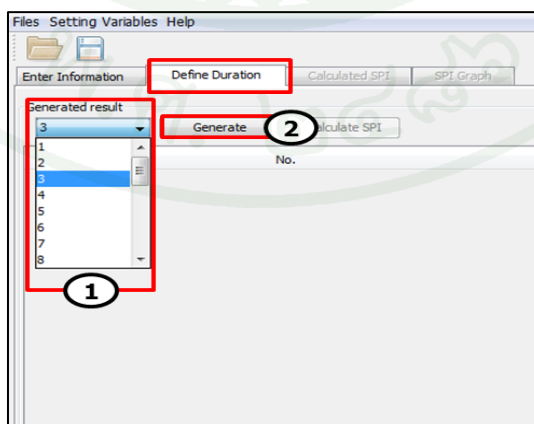 Files Setting Variables Help
Enter Information Define Duration Calculated SPI SPI Graph
Generated result
3 Generate 2 alculate SPI
1 No.
2
3
4
5
6
7
8
1